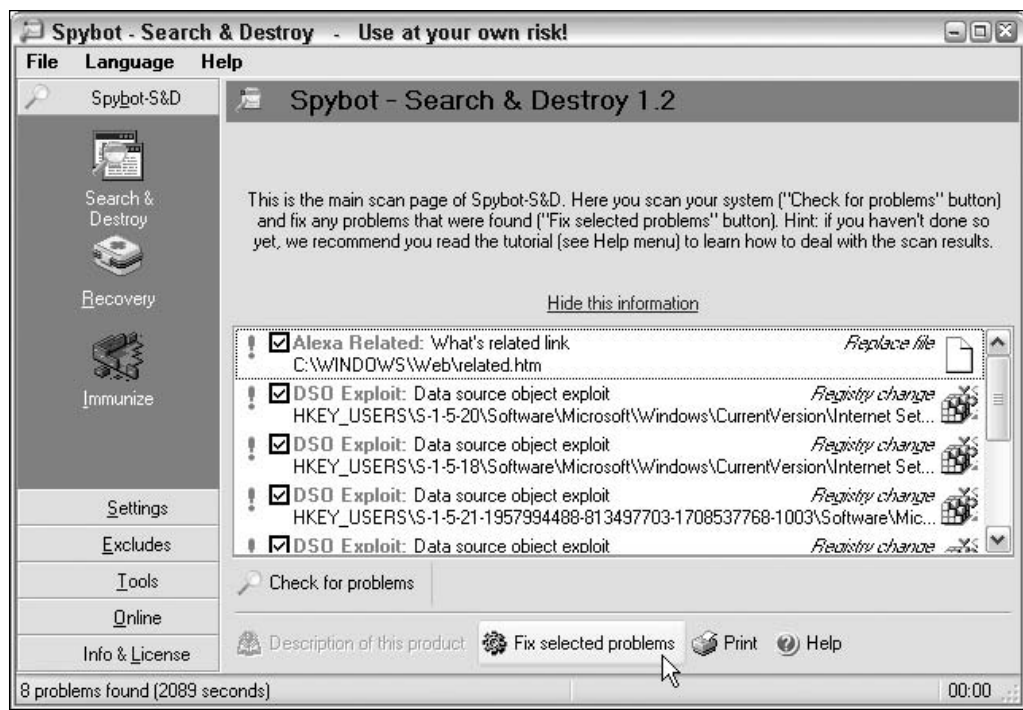 Spybot - Search & Destroy - Use at your own risk!
File Language Help
Spybot-S&D
Search &
Destroy
Recovery
Immunize
Settings
Excludes
Tools
Online
Info & License
Spybot - Search & Destroy 1.2
This is the main scan page of Spybot-S&D. Here you scan your system ("Check for problems" button)
and fix any problems that were found ("Fix selected problems" button). Hint: if you haven't done so
yet, we recommend you read the tutorial (see Help menu) to learn how to deal with the scan results.
Hide this information
Alexa Related: What's related link Replace file
C:\WINDOWS\Web\related.htm
DSO Exploit: Data source object exploit Registry change
HKEY_USERS\S-1-5-20\Software\Microsoft\Windows\CurrentVersion\Internet Set...
DSO Exploit: Data source object exploit Registry change
HKEY_USERS\S-1-5-18\Software\Microsoft\Windows\CurrentVersion\Internet Set...
DSO Exploit: Data source object exploit Registry change
HKEY_USERS\S-1-5-21-1957994488-813497703-1708537768-1003\Software\Mic...
DSO Exploit: Data source object exploit Registry change
Check for problems
Description of this product Fix selected problems Print Help
8 problems found (2089 seconds) 00:00